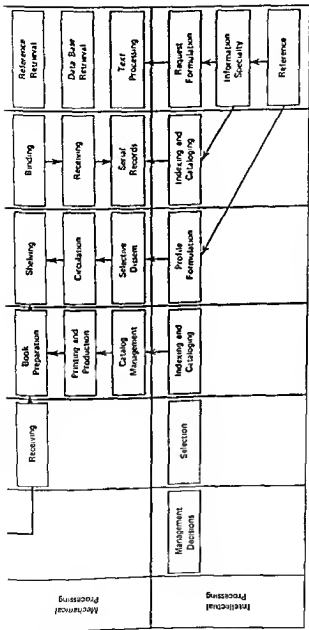 Reference
Retrieval
Data Base
Retrieval
Text
Processing
Request
Formulation
Information
Specialty
Reference
Binding
Receiving
Serial
Records
Indexing and
Cataloging
Shelving
Circulation
Selective
Dissem
Profile
Formulation
Book
Preparation
Printing and
Production
Catalog
Management
Indexing and
Cataloging
Receiving
Selection
Management
Decisions
Mechanical
Processing
Intellectual
Processing